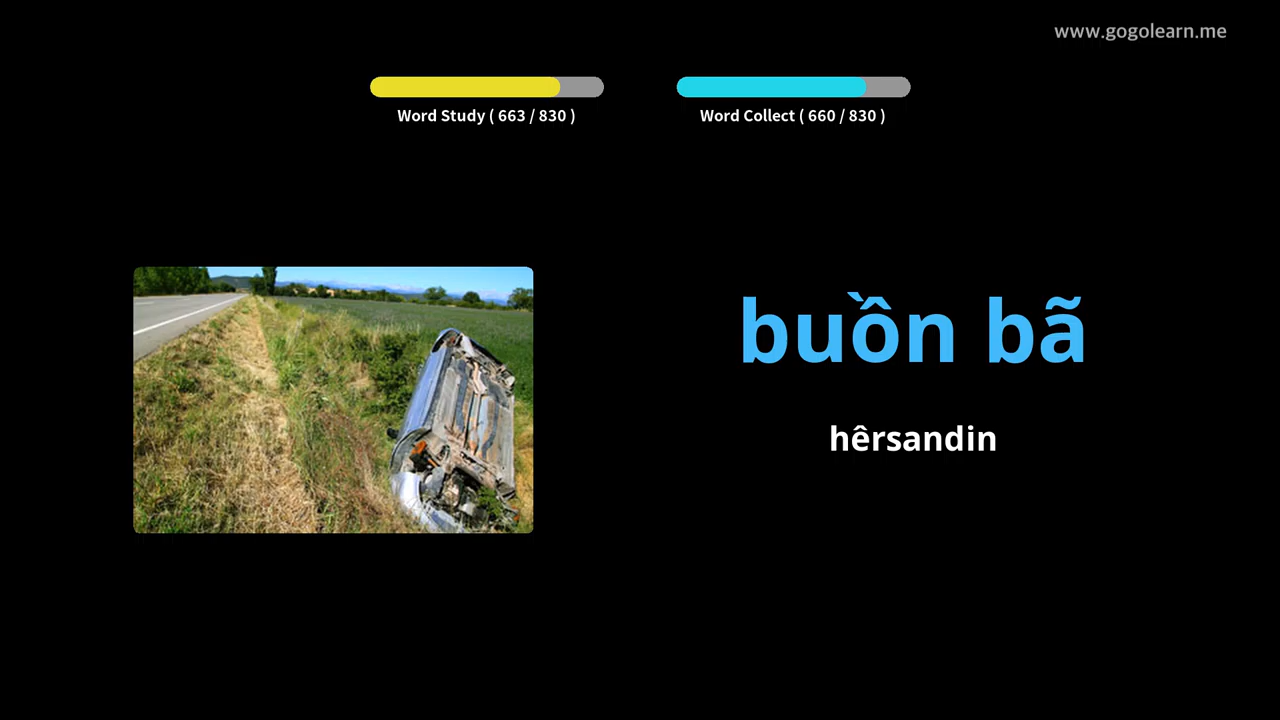 www.gogolearn.me
Word Study ( 663 / 830 )
Word Collect ( 660 / 830 )
buồn bã
hêrsandin